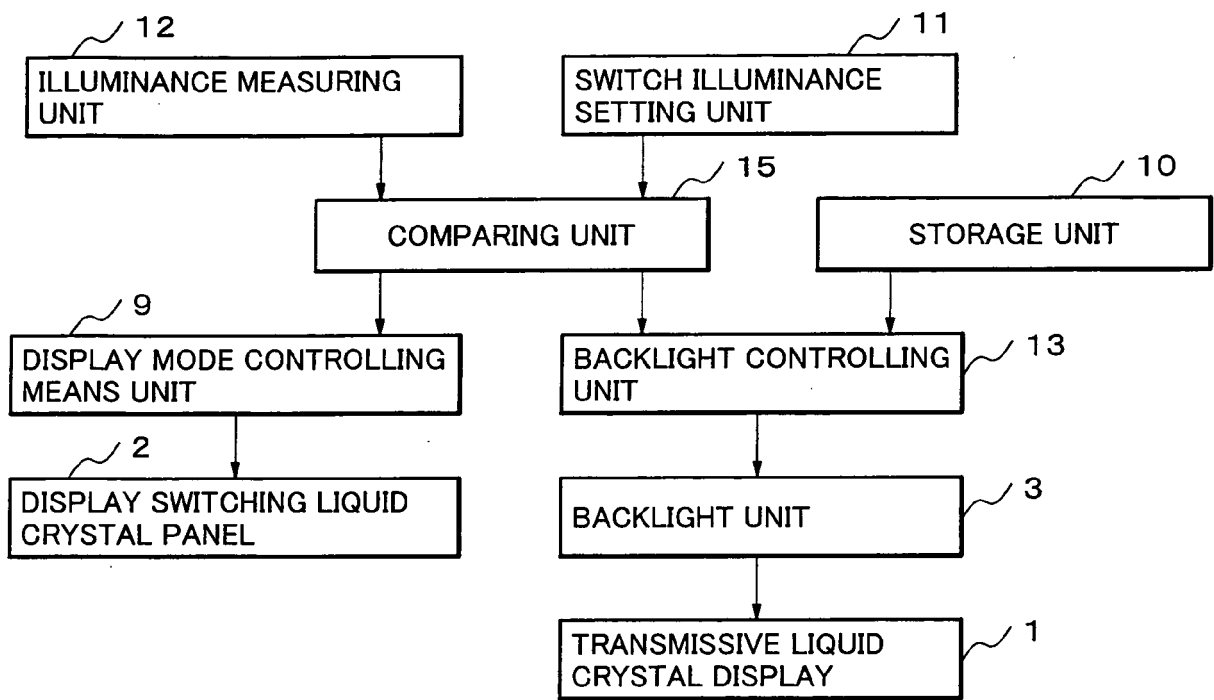 12
11
ILLUMINANCE MEASURING
UNIT
SWITCH ILLUMINANCE
SETTING UNIT
15
10
COMPARING UNIT
STORAGE UNIT
9
DISPLAY MODE CONTROLLING
MEANS UNIT
BACKLIGHT CONTROLLING
UNIT
13
2
DISPLAY SWITCHING LIQUID
CRYSTAL PANEL
BACKLIGHT UNIT
3
TRANSMISSIVE LIQUID
CRYSTAL DISPLAY
1